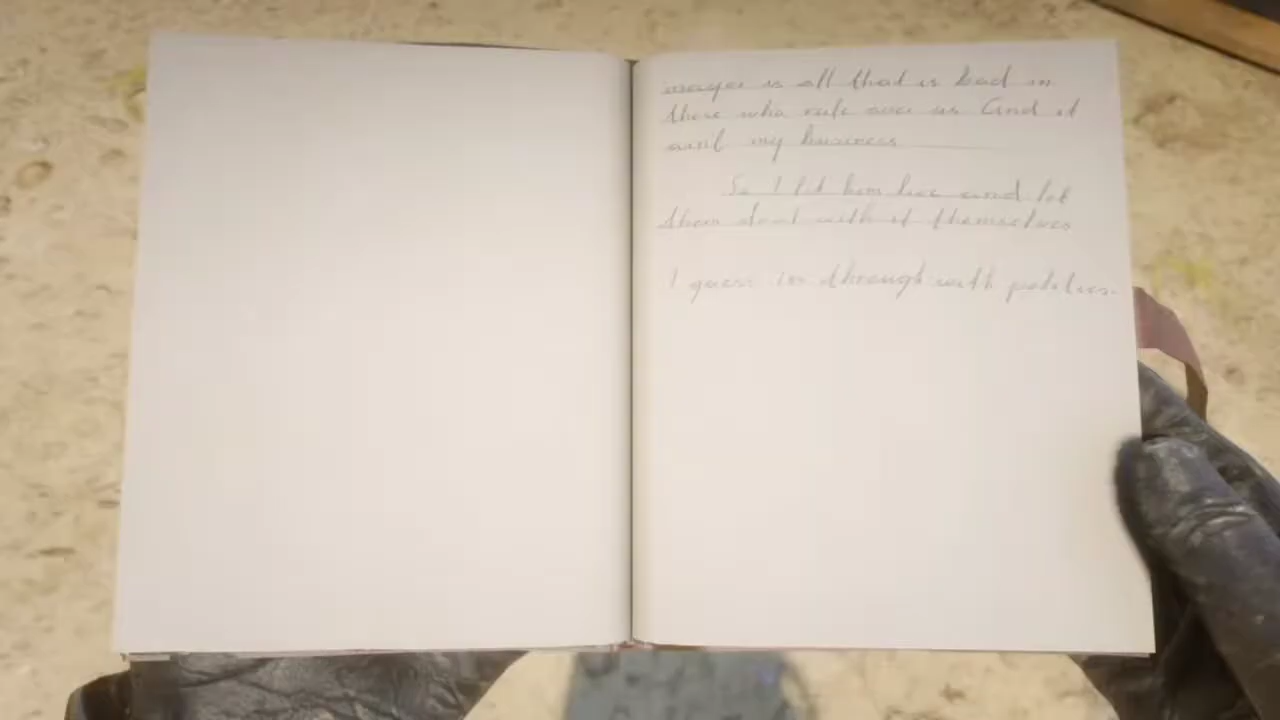 mayor is all that is bad in
those who rule over us and it
aint my business
So I let him live and let
them deal with it themselves
I guess im through with politics.